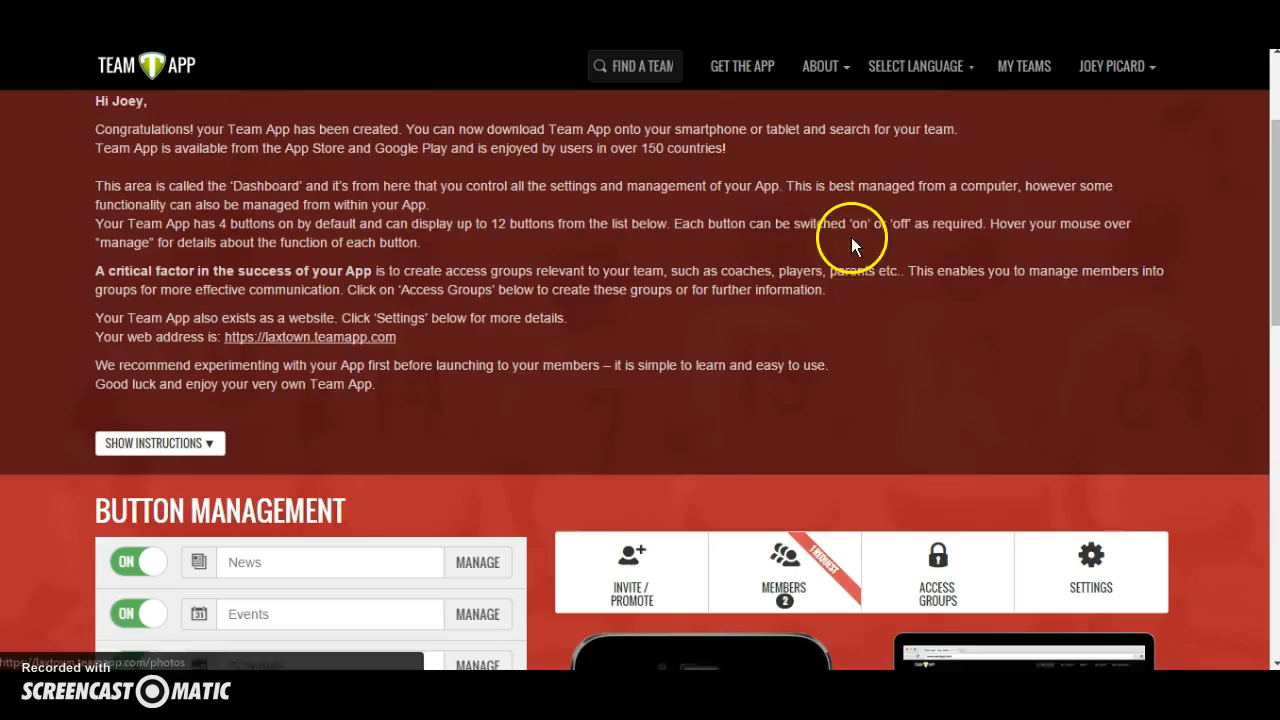 TEAM APP
FIND A TEAM
GET THE APP
ABOUT
SELECT LANGUAGE
MY TEAMS
JOEY PICARD
Hi Joey,
Congratulations! your Team App has been created. You can now download Team App onto your smartphone or tablet and search for your team.
Team App is available from the App Store and Google Play and is enjoyed by users in over 150 countries!
This area is called the ‘Dashboard’ and it's from here that you control all the settings and management of your App. This is best managed from a computer, however some
functionality can also be managed from within your App.
Your Team App has 4 buttons on by default and can display up to 12 buttons from the list below. Each button can be switched ‘on’ or ‘off’ as required. Hover your mouse over
“manage” for details about the function of each button.
A critical factor in the success of your App is to create access groups relevant to your team, such as coaches, players, parents etc.. This enables you to manage members into
groups for more effective communication. Click on ‘Access Groups’ below to create these groups or for further information.
Your Team App also exists as a website. Click ‘Settings’ below for more details.
Your web address is: https://laxtown.teamapp.com
We recommend experimenting with your App first before launching to your members – it is simple to learn and easy to use.
Good luck and enjoy your very own Team App.
SHOW INSTRUCTIONS ▼
BUTTON MANAGEMENT
ON News MANAGE
ON Events MANAGE
MANAGE
INVITE /
PROMOTE
MEMBERS
2
1 REQUEST
ACCESS
GROUPS
SETTINGS
TEAM APP
https://laxtown.teamapp.com/photos
Recorded with
SCREENCAST O MATIC